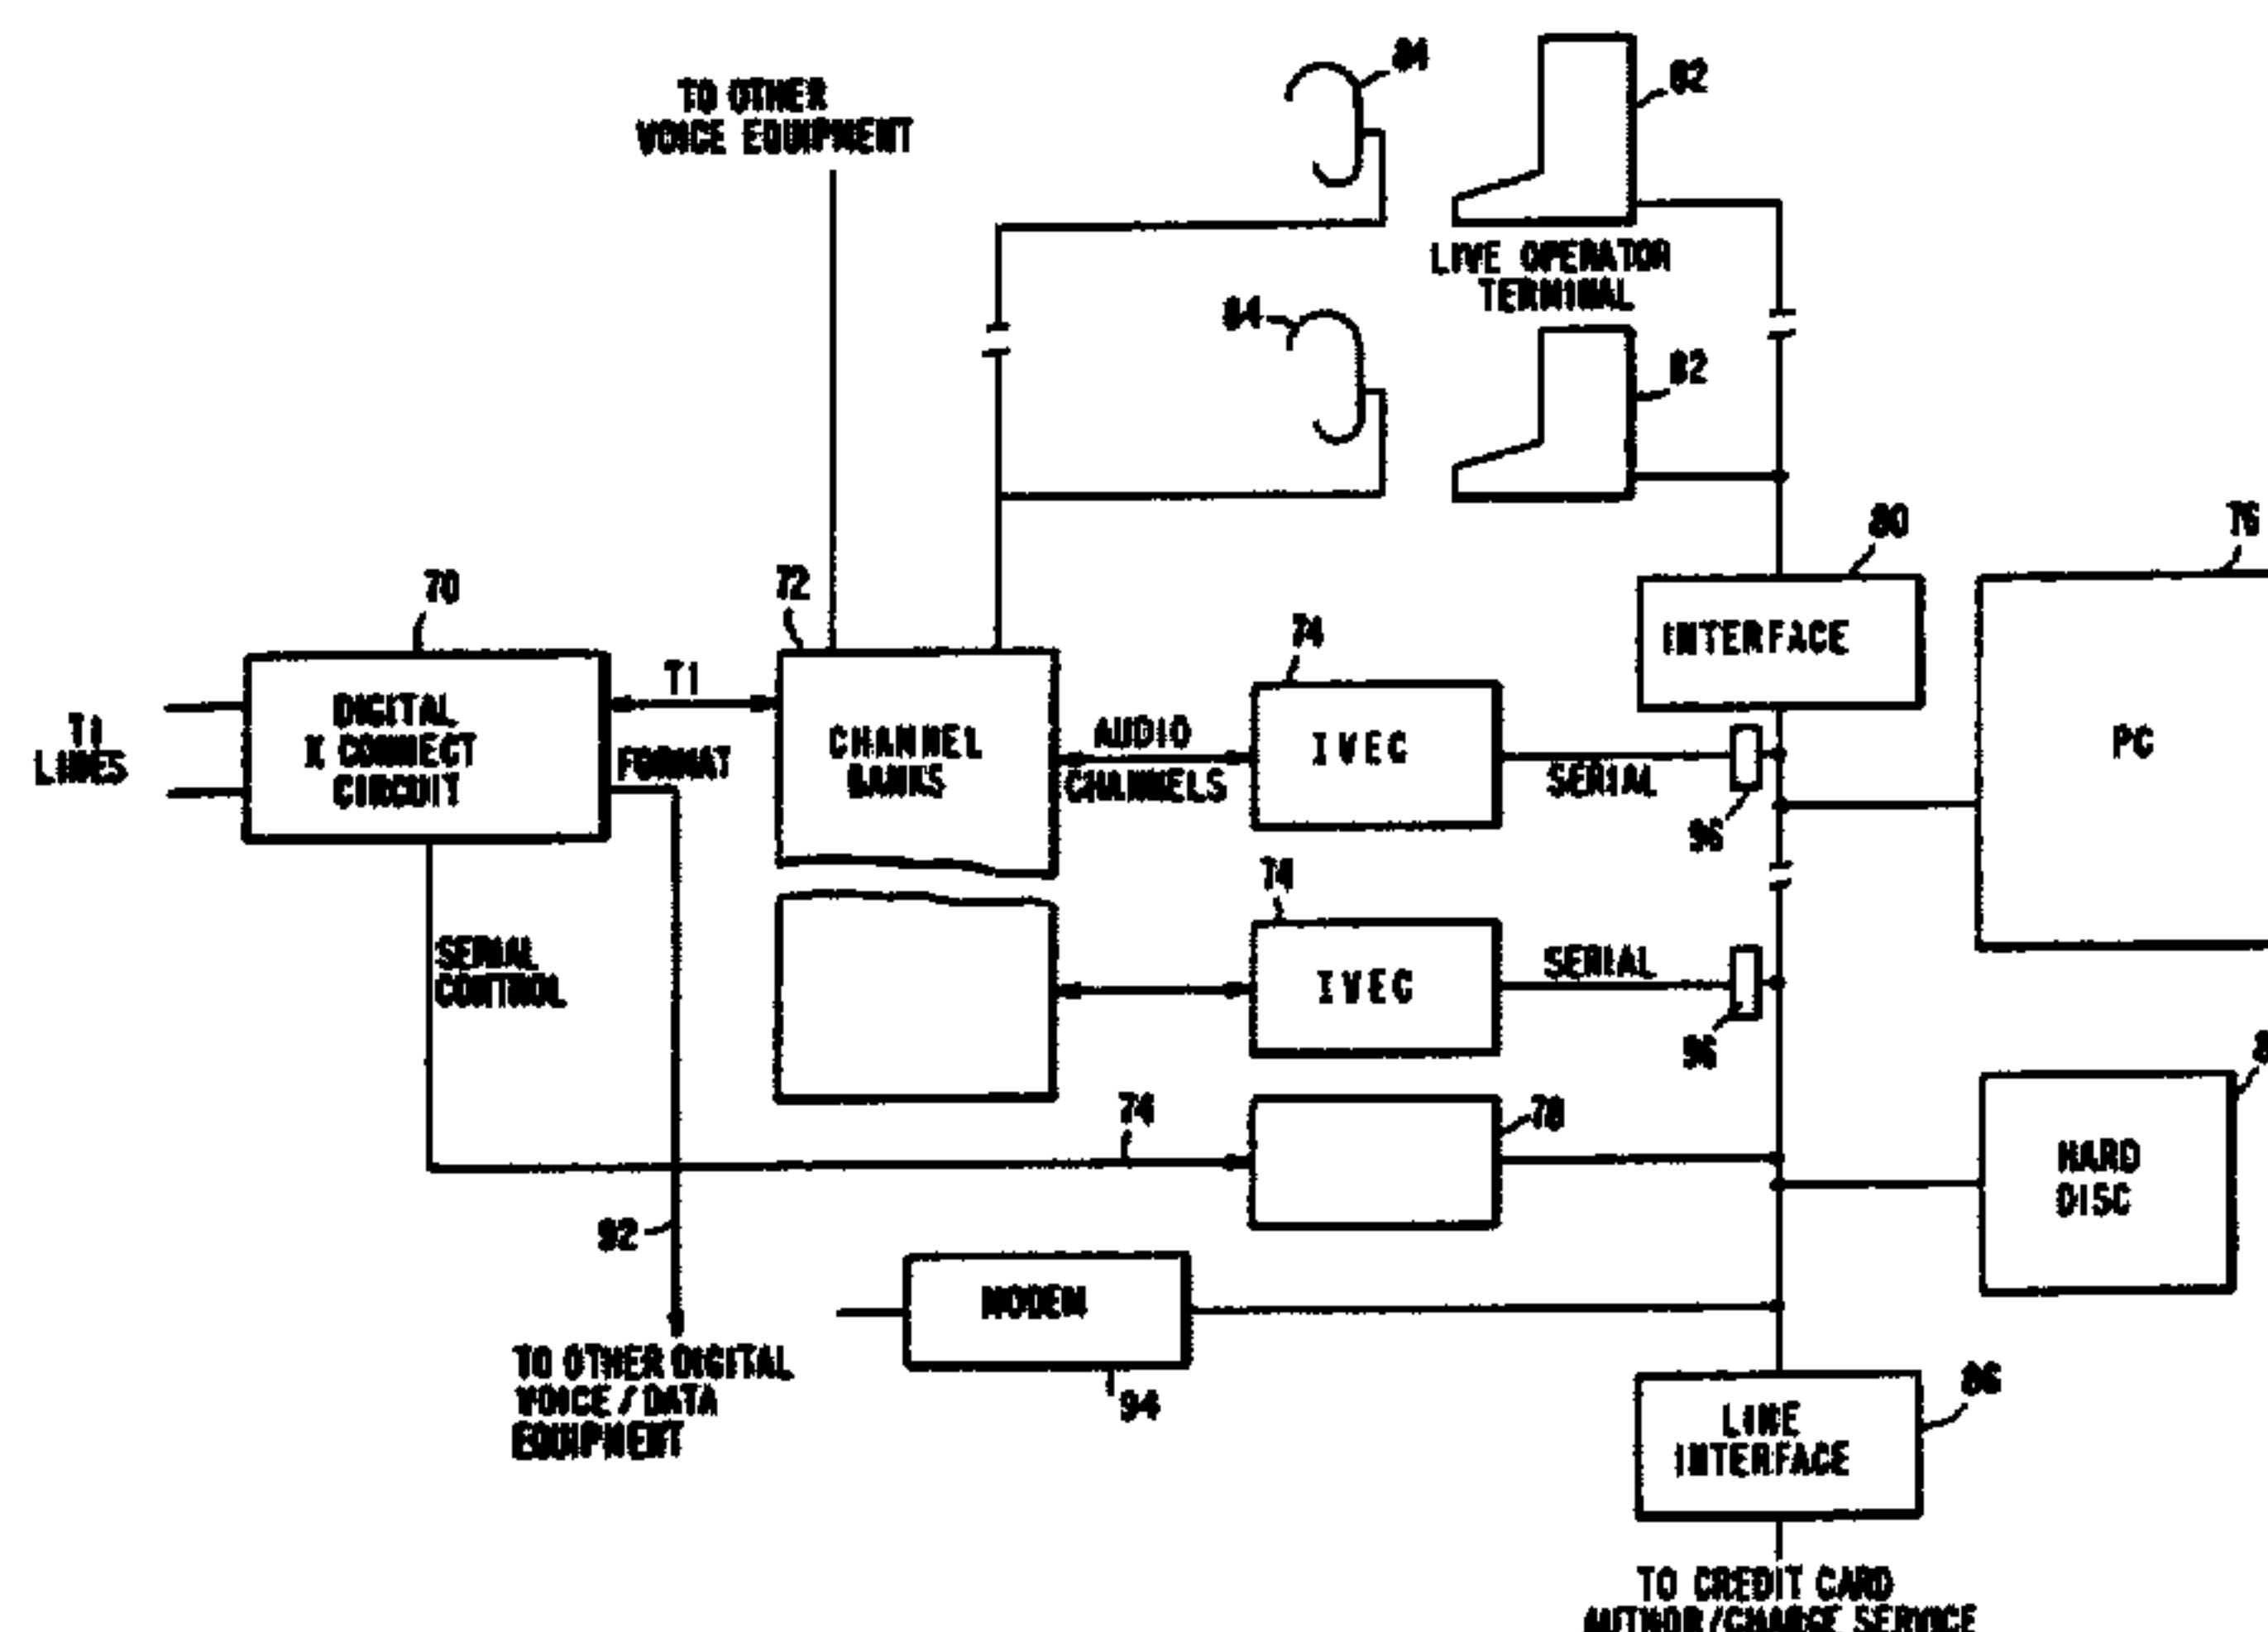 84
82
TO OTHER
VOICE EQUIPMENT
LIVE OPERATOR
TERMINAL
84
82
80
76
70
72
74
INTERFACE
T1
DIGITAL
X CONNECT
CIRCUIT
T1
LINES
FORMAT
CHANNEL
BANKS
AUDIO
CHANNELS
IVEC
SERIAL
PC
96
74
SERIAL
CONTROL
IVEC
SERIAL
96
74
78
HARD
DISC
92
MODEM
94
TO OTHER DIGITAL
VOICE / DATA
EQUIPMENT
86
LINE
INTERFACE
TO CREDIT CARD
AUTHOR/CHARGE SERVICE